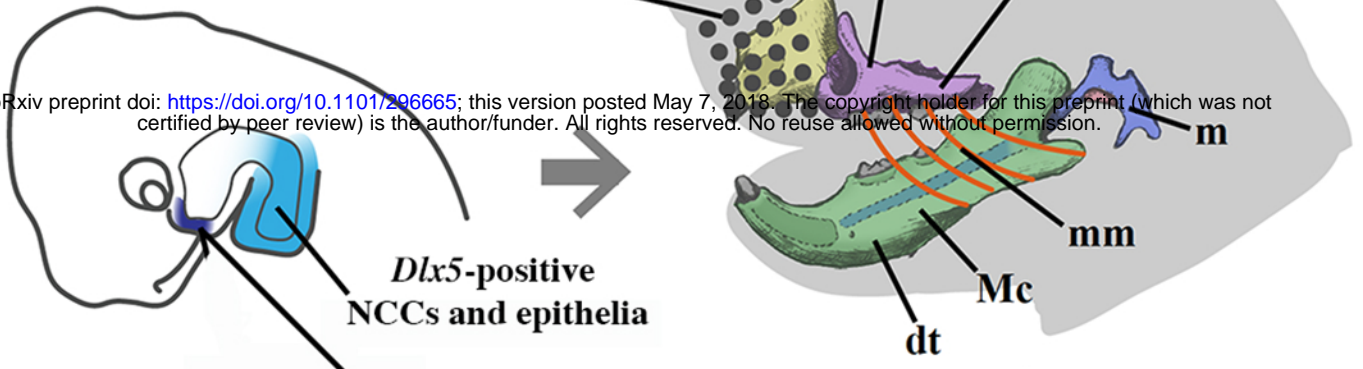 Rxiv preprint doi: https://doi.org/10.1101/296665; this version posted May 7, 2018. The copyright holder for this preprint (which was not
certified by peer review) is the author/funder. All rights reserved. No reuse allowed without permission.
m
mm
Dlx5-positive
Mc
NCCs and epithelia
dt